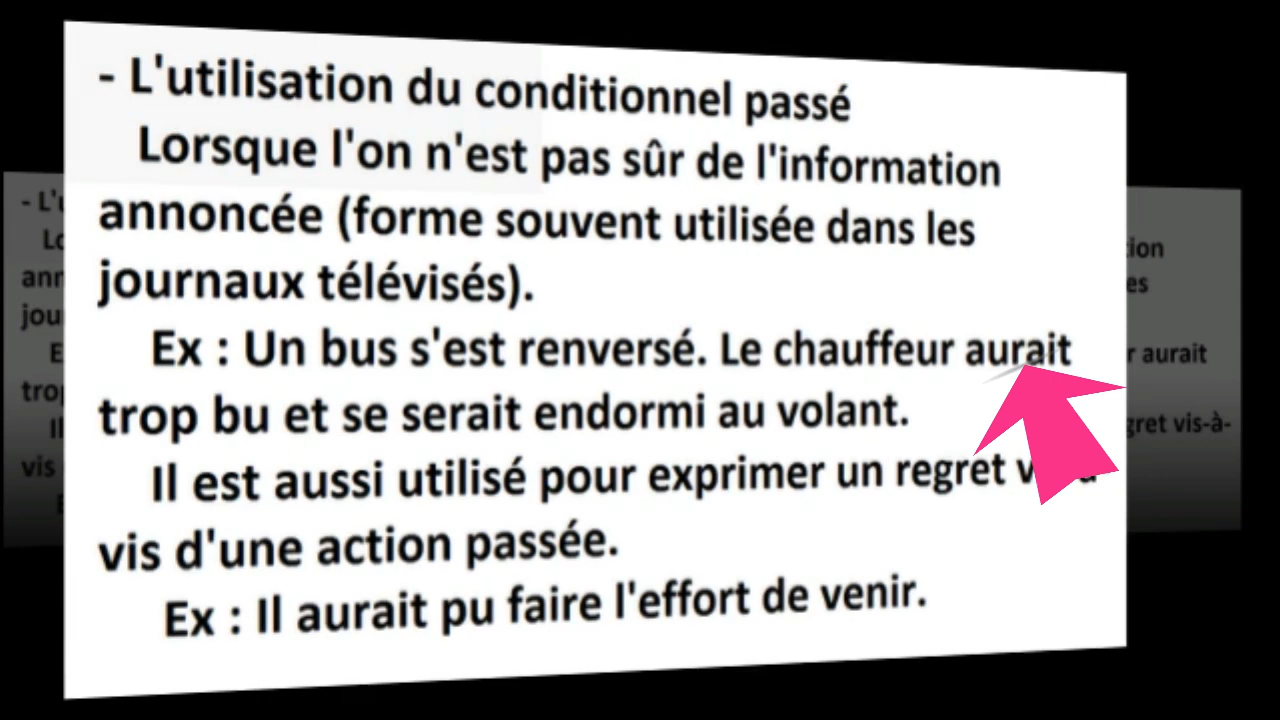 - L'utilisation du conditionnel passé
Lorsque l'on n'est pas sûr de l'information
annoncée (forme souvent utilisée dans les
journaux télévisés).
Ex : Un bus s'est renversé. Le chauffeur aurait
trop bu et se serait endormi au volant.
Il est aussi utilisé pour exprimer un regret
vis d'une action passée.
Ex : Il aurait pu faire l'effort de venir.